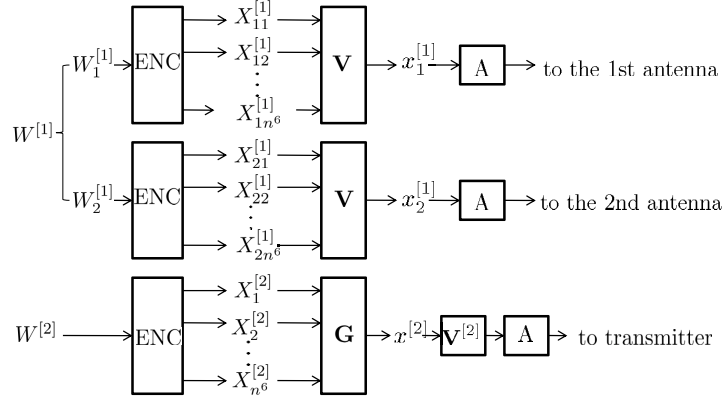 X_{11}^{[1]}
W_1^{[1]} ENC X_{12}^{[1]} V x_1^{[1]} A to the 1st antenna
X_{1n^6}^{[1]}
W^{[1]}
X_{21}^{[1]}
W_2^{[1]} ENC X_{22}^{[1]} V x_2^{[1]} A to the 2nd antenna
X_{2n^6}^{[1]}
X_1^{[2]}
W^{[2]} ENC X_2^{[2]} G x^{[2]} V^{[2]} A to transmitter
X_{n^6}^{[2]}